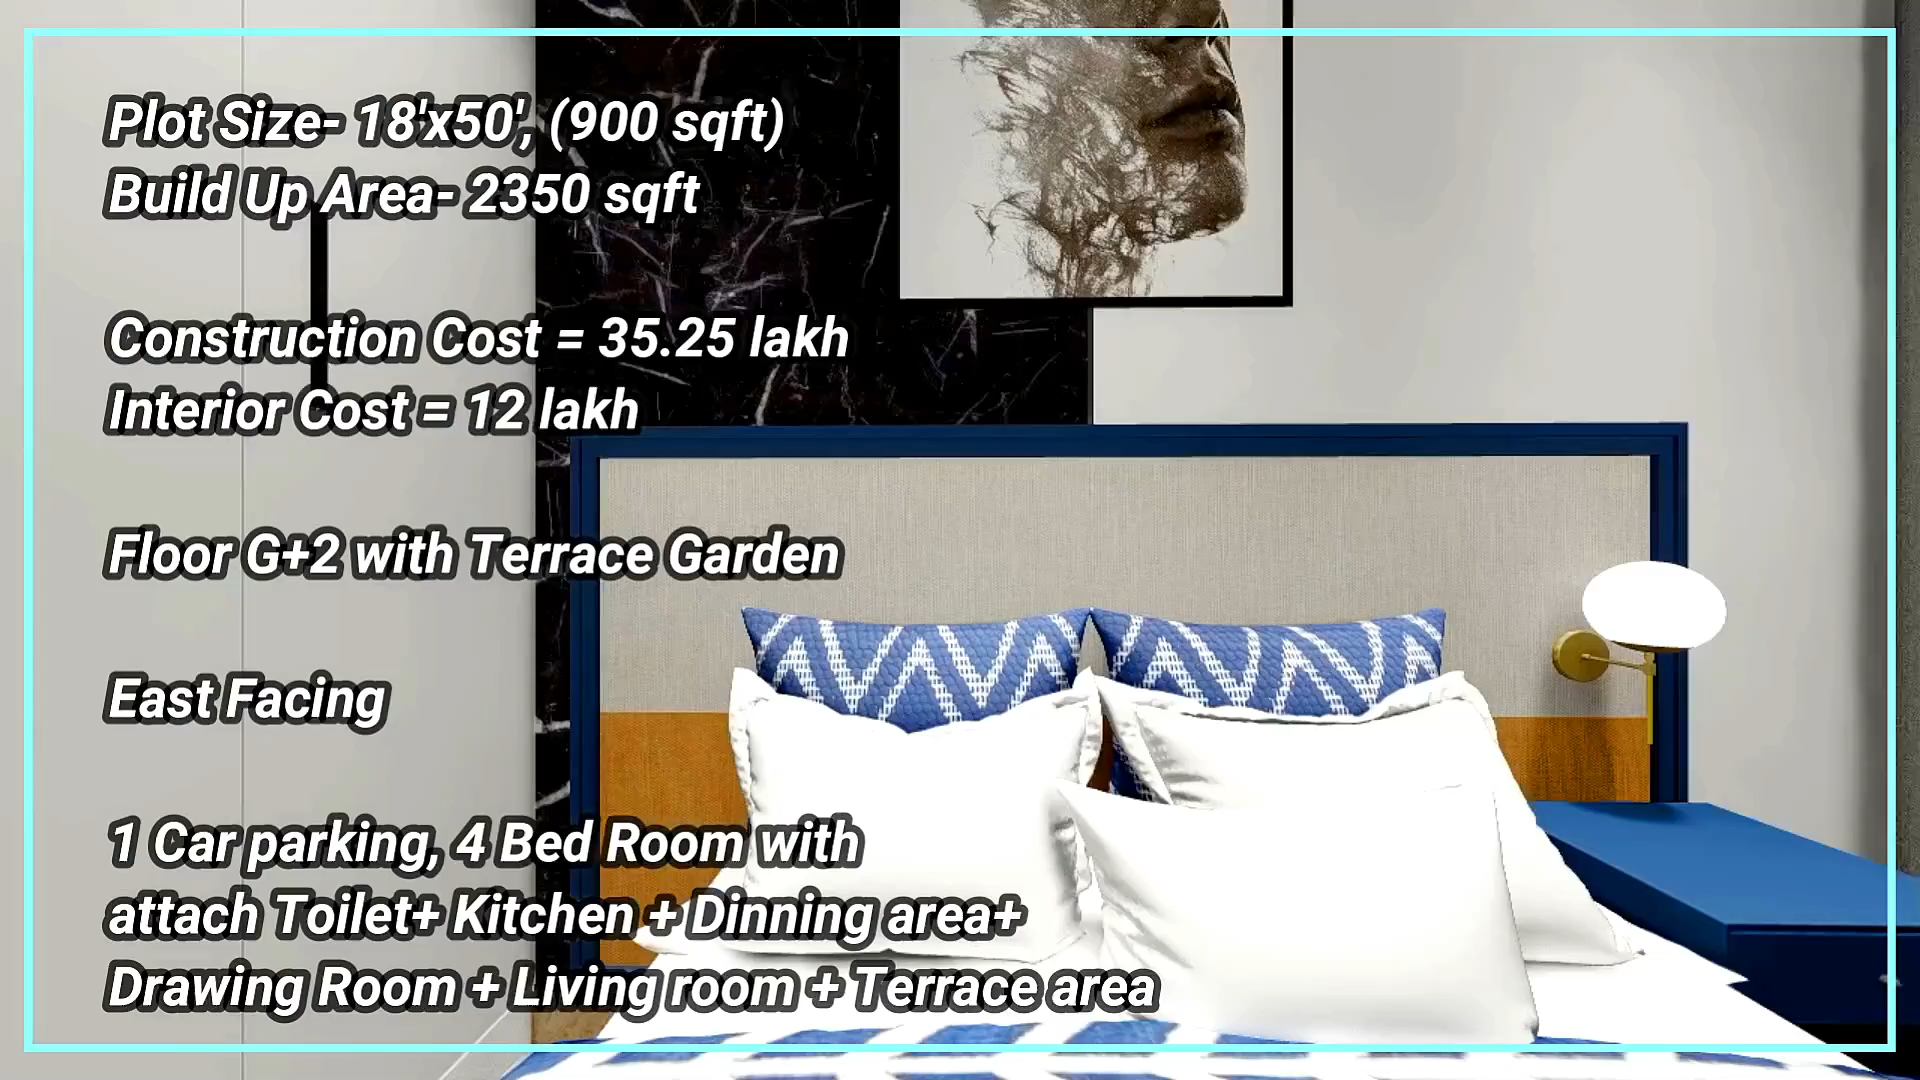 Plot Size- 18'x50', (900 sqft)
Build Up Area- 2350 sqft
Construction Cost = 35.25 lakh
Interior Cost = 12 lakh
Floor G+2 with Terrace Garden
East Facing
1 Car parking, 4 Bed Room with
attach Toilet+ Kitchen + Dinning area+
Drawing Room + Living room + Terrace area